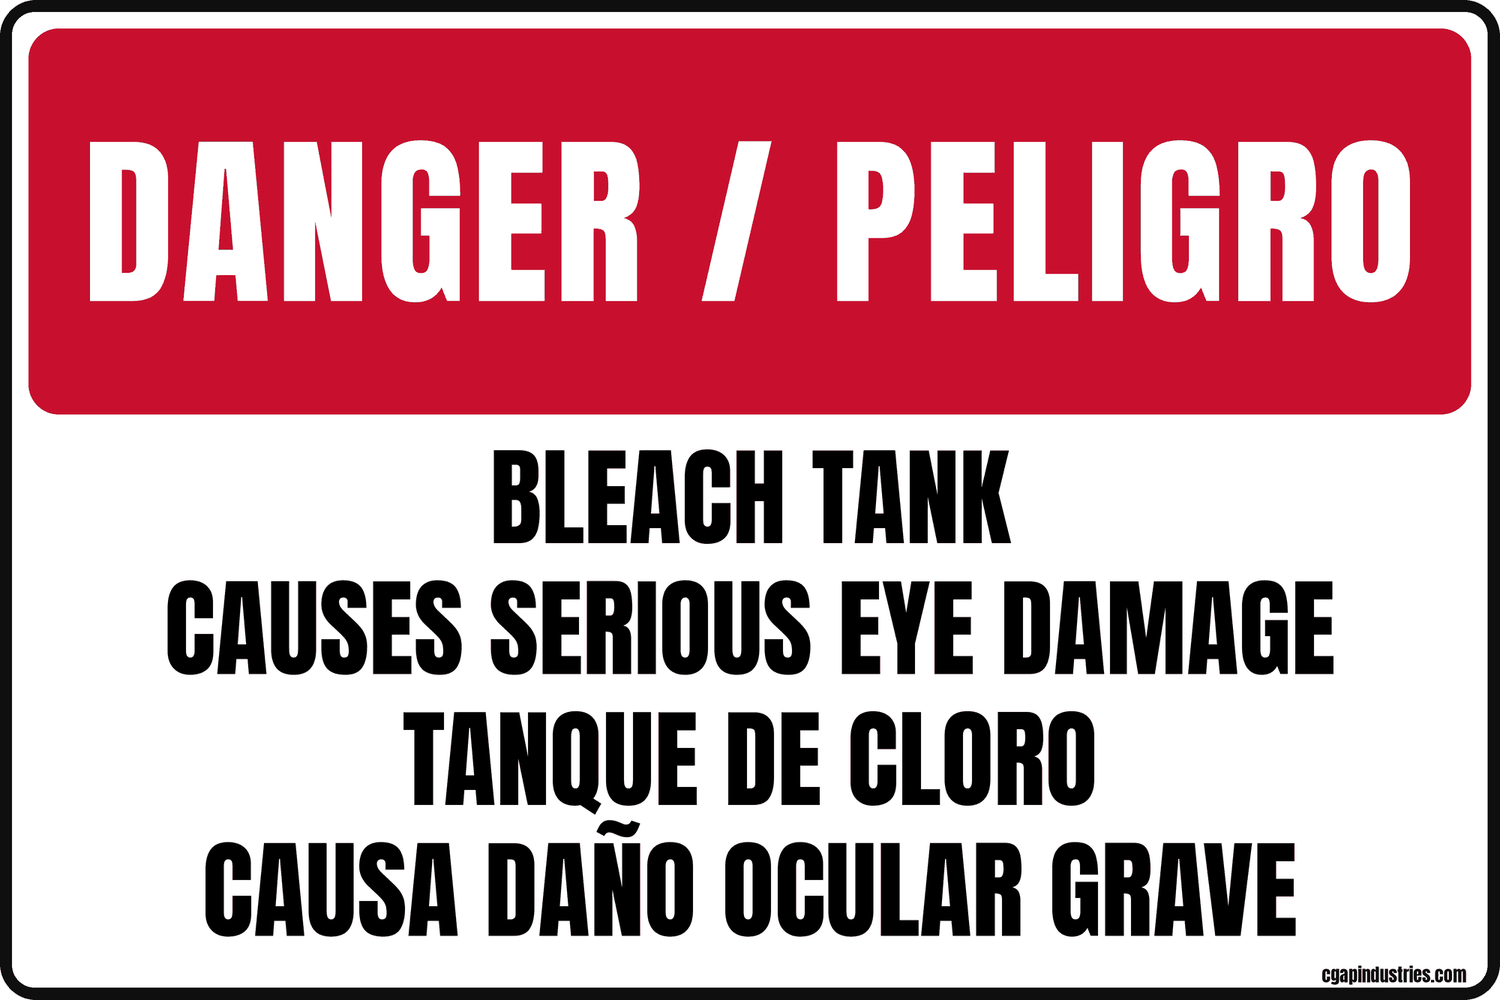 DANGER / PELIGRO
BLEACH TANK
CAUSES SERIOUS EYE DAMAGE
TANQUE DE CLORO
CAUSA DAÑO OCULAR GRAVE
cgapindustries.com